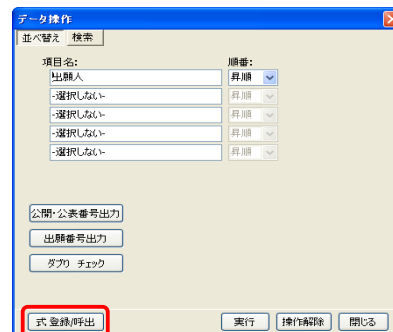 データ操作
並べ替え 検索
項目名: 順番:
出願人 昇順
-選択しない- 昇順
-選択しない- 昇順
-選択しない- 昇順
-選択しない- 昇順
公開・公表番号出力
出願番号出力
ダブり チェック
式 登録/呼出 実行 操作解除 閉じる